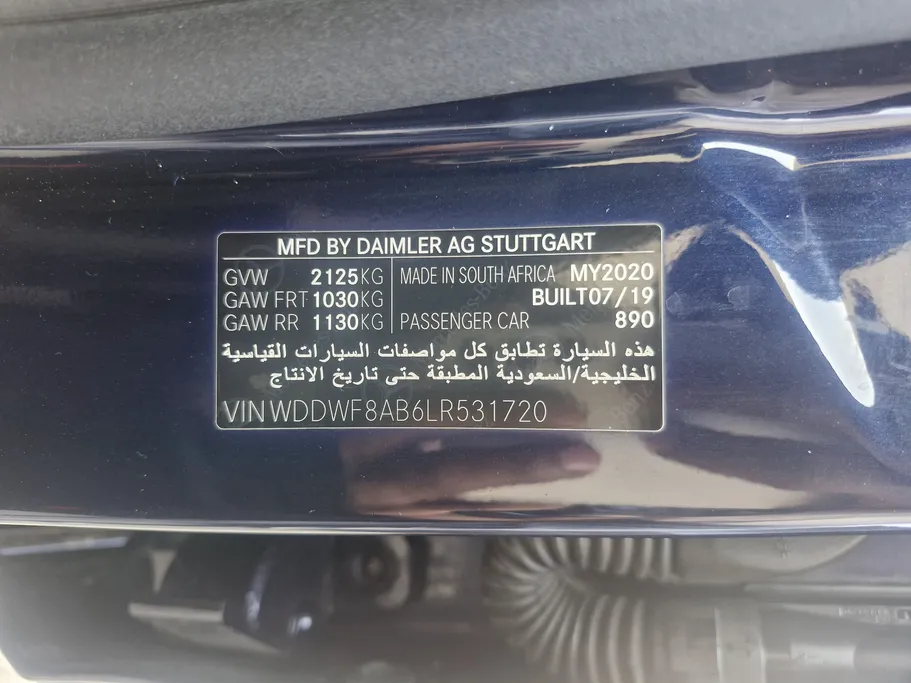 MFD BY DAIMLER AG STUTTGART
GVW 2125KG MADE IN SOUTH AFRICA MY2020
GAW FRT 1030KG BUILT07/19
GAW RR 1130KG PASSENGER CAR 890
هذه السيارة تطابق كل مواصفات السيارات القياسية
الخليجية/السعودية المطبقة حتى تاريخ الانتاج
VIN WDDWF8AB6LR531720